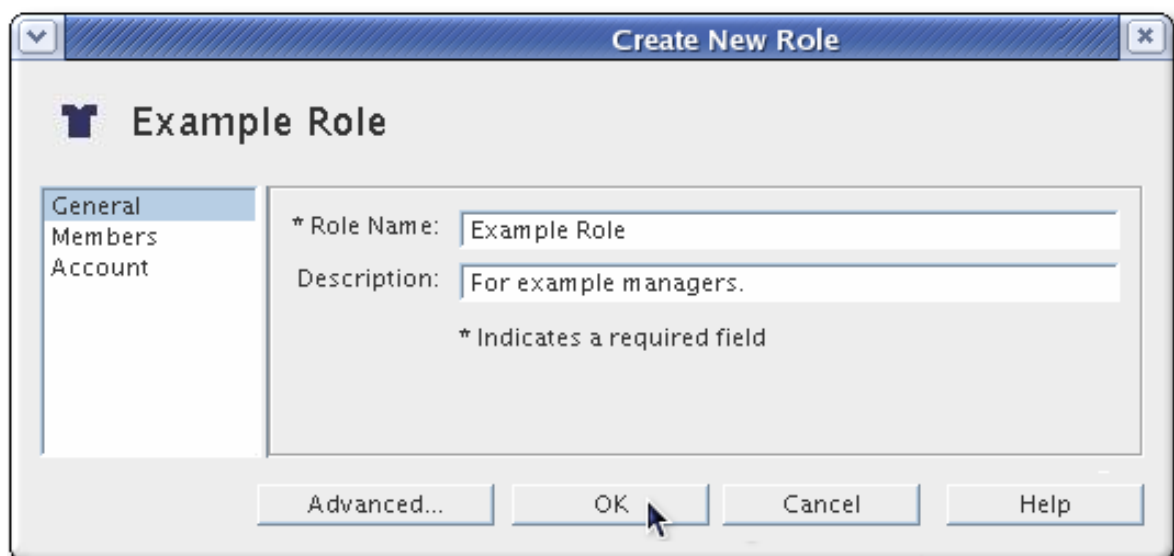 Create New Role
Example Role
General
Members
Account
* Role Name: Example Role
Description: For example managers.
* Indicates a required field
Advanced... OK Cancel Help